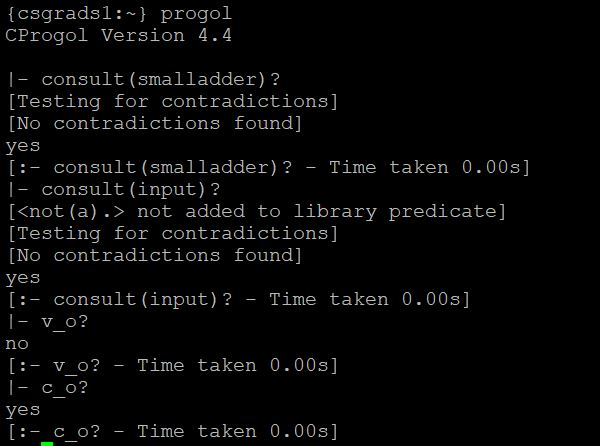 {csgrads1:~} progol
CProgol Version 4.4
|- consult(smalladder)?
[Testing for contradictions]
[No contradictions found]
yes
[:- consult(smalladder)? - Time taken 0.00s]
|- consult(input)?
[<not(a).> not added to library predicate]
[Testing for contradictions]
[No contradictions found]
yes
[:- consult(input)? - Time taken 0.00s]
|- v_o?
no
[:- v_o? - Time taken 0.00s]
|- c_o?
yes
[:- c_o? - Time taken 0.00s]